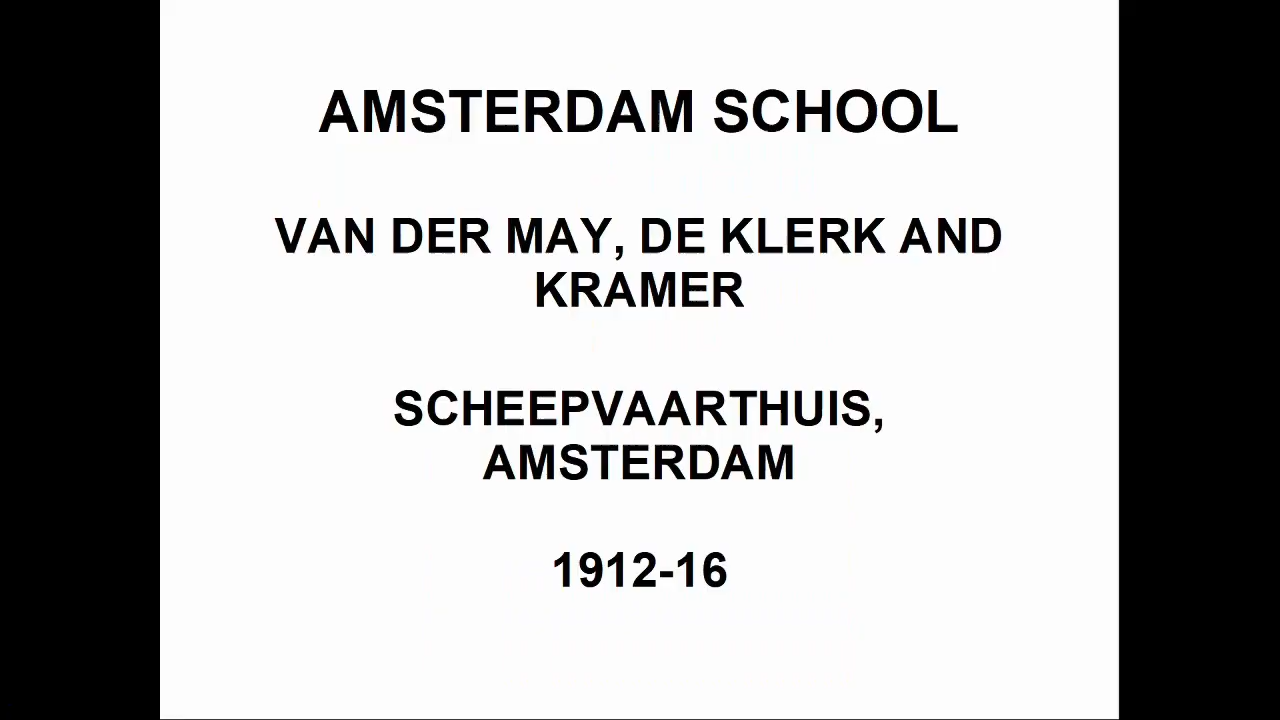 AMSTERDAM SCHOOL
VAN DER MAY, DE KLERK AND
KRAMER
SCHEEPVAARTHUIS,
AMSTERDAM
1912-16